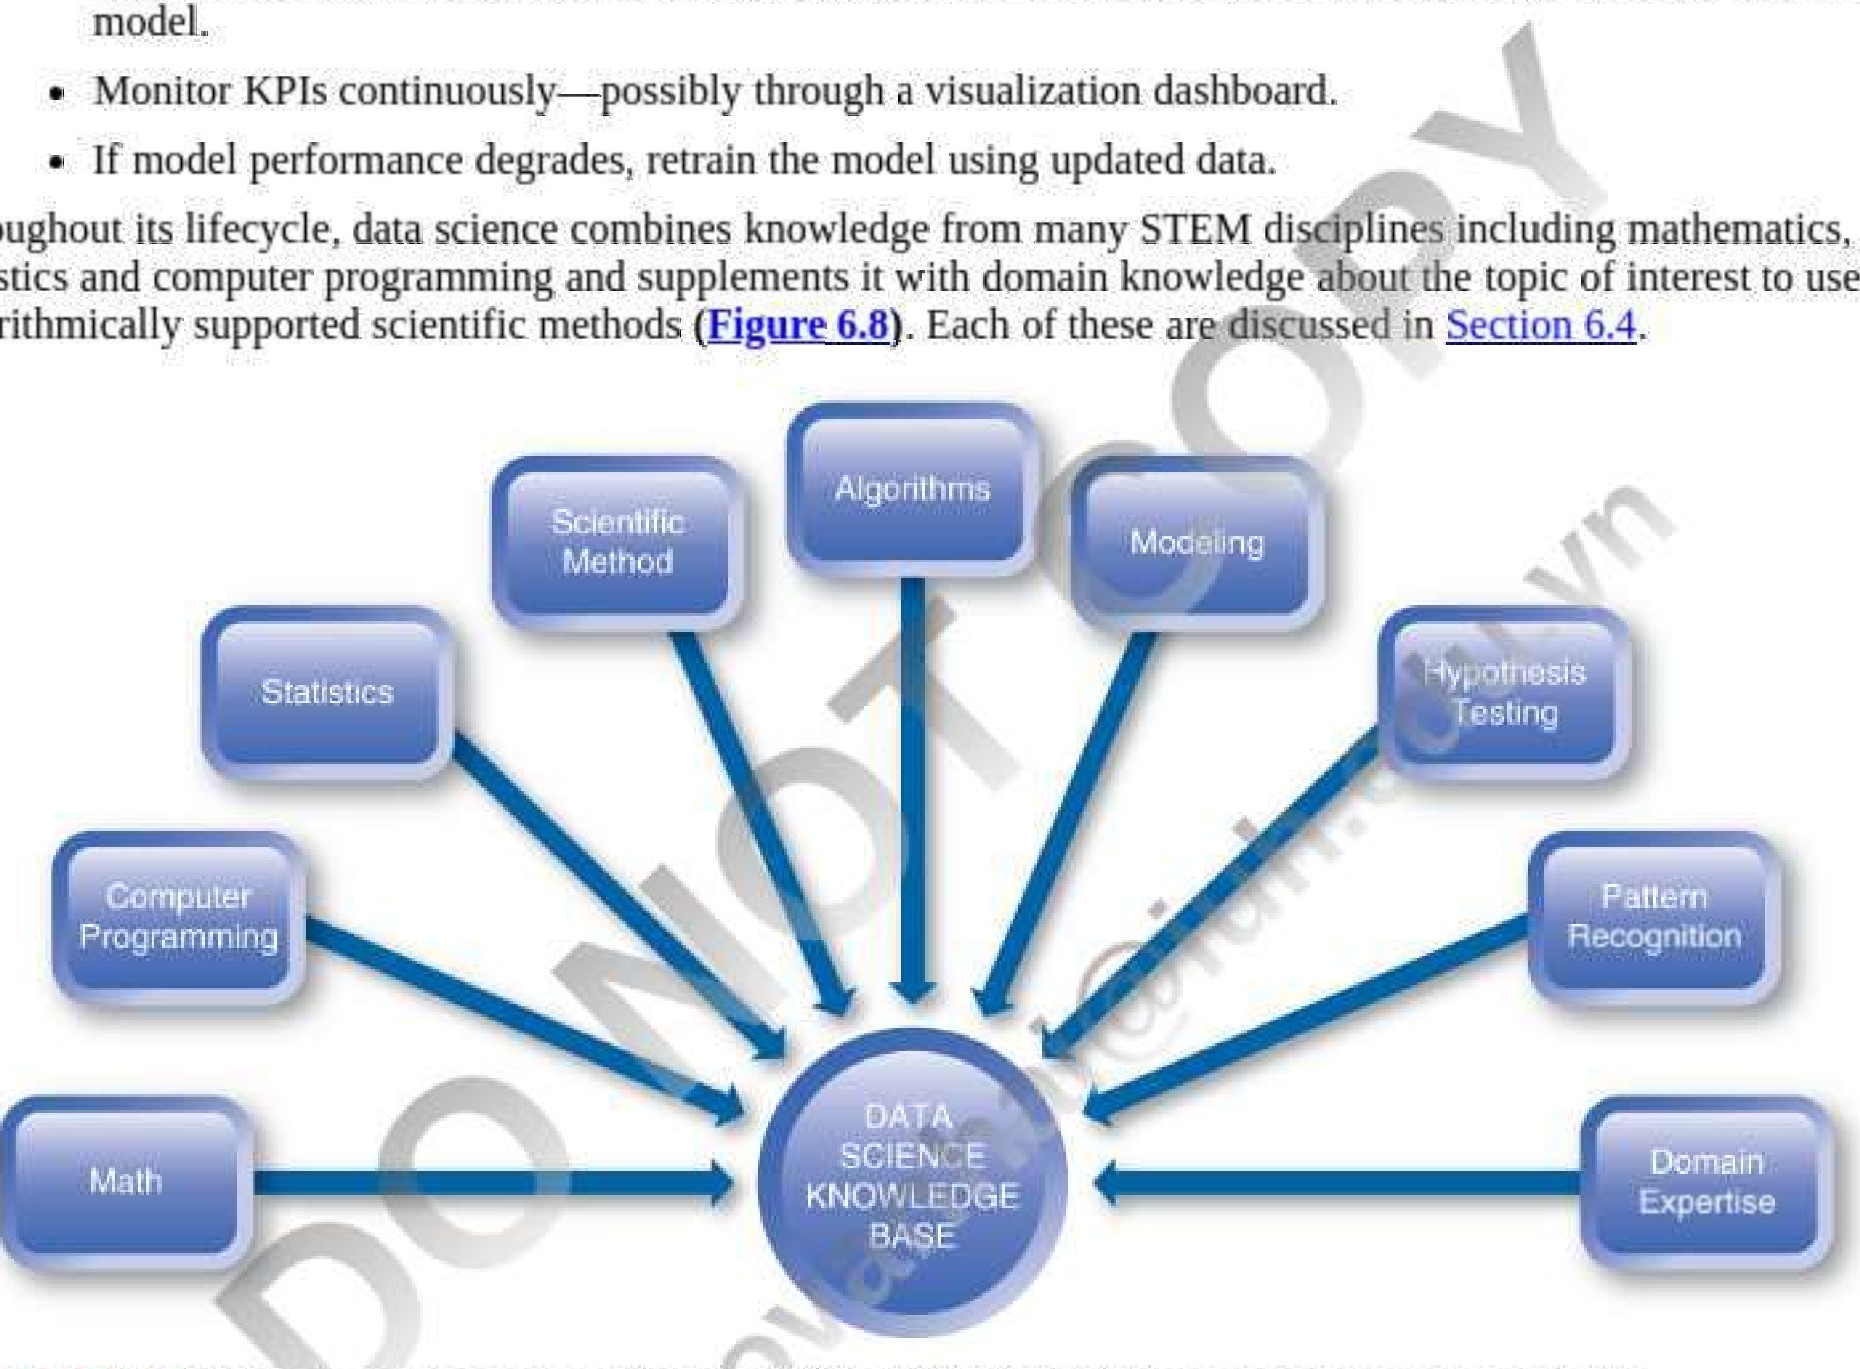 model.
• Monitor KPIs continuously—possibly through a visualization dashboard.
• If model performance degrades, retrain the model using updated data.
oughout its lifecycle, data science combines knowledge from many STEM disciplines including mathematics,
stics and computer programming and supplements it with domain knowledge about the topic of interest to use
rithmically supported scientific methods (Figure 6.8). Each of these are discussed in Section 6.4.
Algorithms
Scientific
Method
Modeling
Statistics
Hypothesis
Testing
Computer
Programming
Pattern
Recognition
Math
DATA
SCIENCE
KNOWLEDGE
BASE
Domain
Expertise
DO NOT COPY